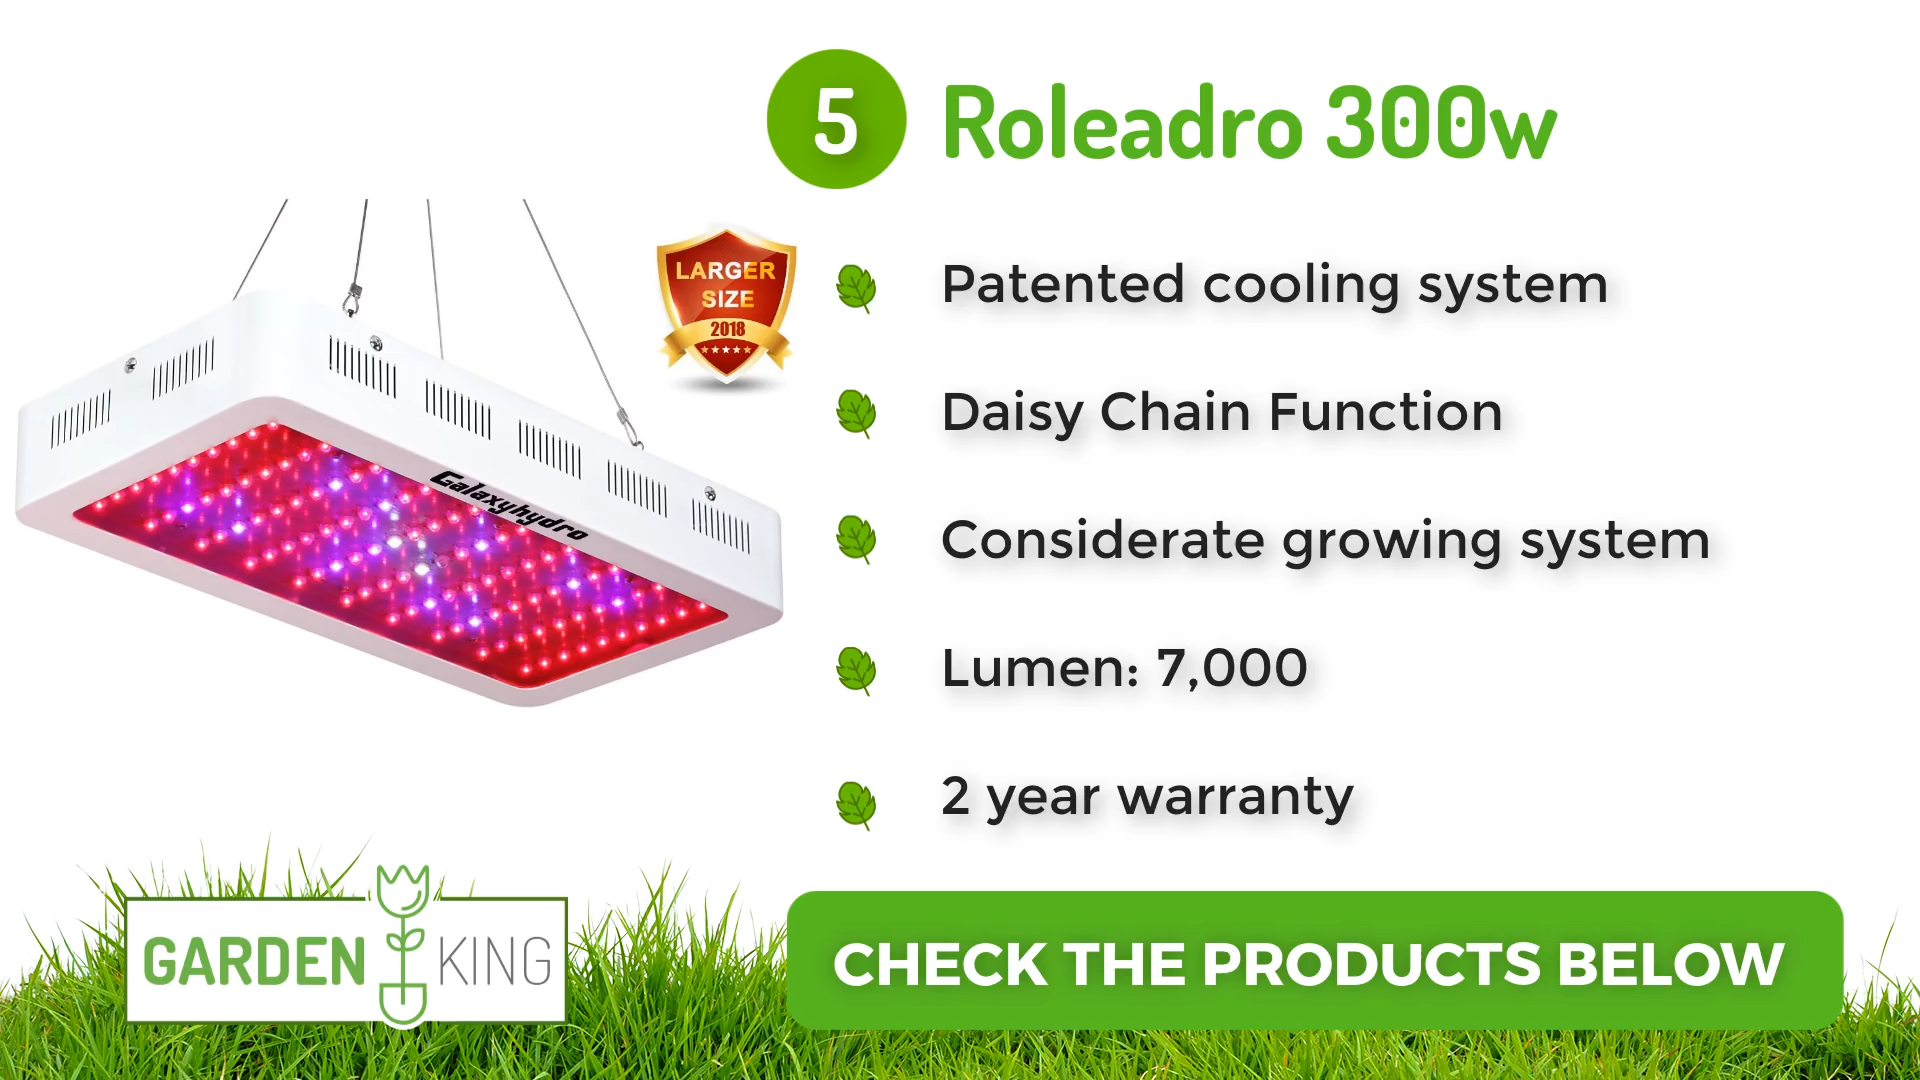 5 Roleadro 300w
LARGER
SIZE
2018
Patented cooling system
Daisy Chain Function
Galaxyhydro
Considerate growing system
Lumen: 7,000
2 year warranty
GARDEN KING
CHECK THE PRODUCTS BELOW